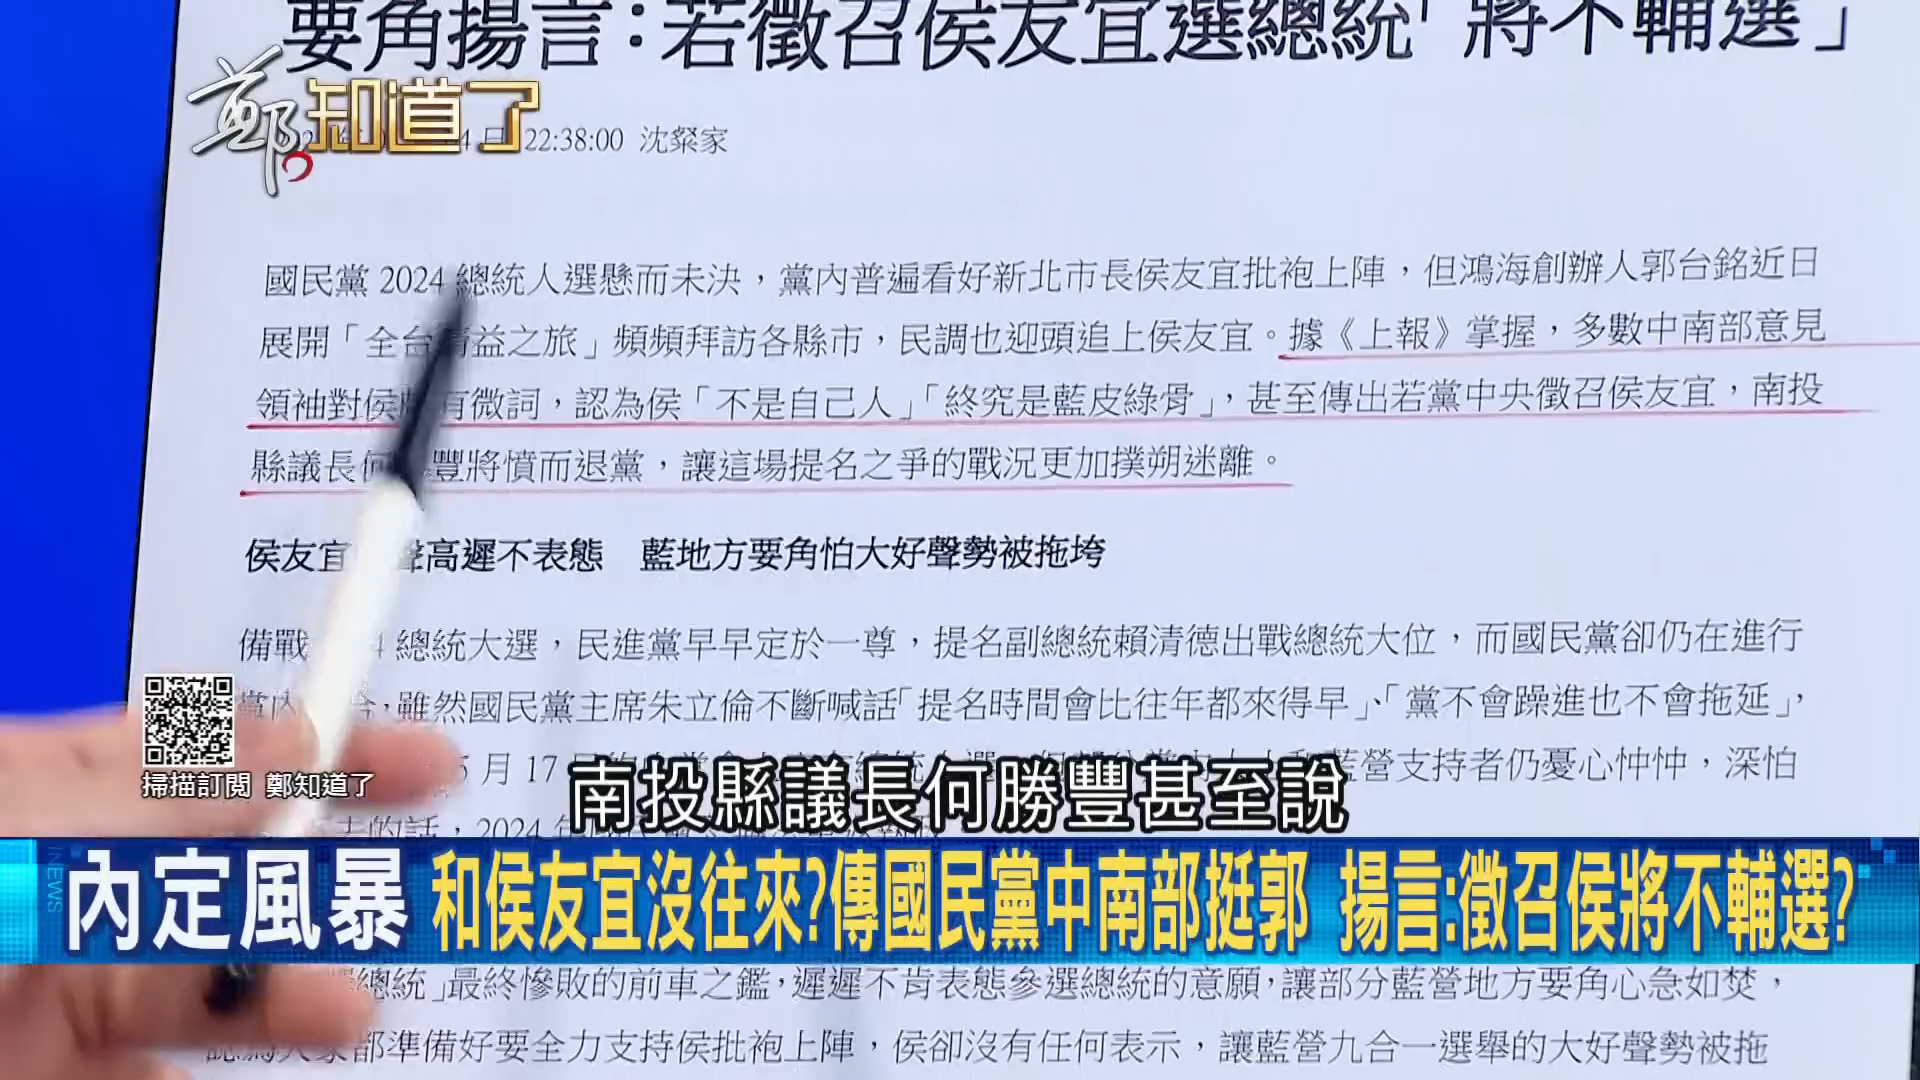 要角揚言：若徵召侯友宜選總統「將不輔選」
鄭知道了
22:38:00 沈粲家
國民黨 2024 總統人選懸而未決，黨內普遍看好新北市長侯友宜批袍上陣，但鴻海創辦人郭台銘近日
展開「全台 益之旅」頻頻拜訪各縣市，民調也迎頭追上侯友宜。據《上報》掌握，多數中南部意見
領袖對侯 有微詞，認為侯「不是自己人」「終究是藍皮綠骨」，甚至傳出若黨中央徵召侯友宜，南投
縣議長何 豐將憤而退黨，讓這場提名之爭的戰況更加撲朔迷離。
侯友宜 聲高遲不表態 藍地方要角怕大好聲勢被拖垮
備戰 4 總統大選，民進黨早早定於一尊，提名副總統賴清德出戰總統大位，而國民黨卻仍在進行
黨內 合，雖然國民黨主席朱立倫不斷喊話「提名時間會比往年都來得早」、「黨不會躁進也不會拖延」，
5 月 17 營支持者仍憂心忡忡，深怕
掃描訂閱 鄭知道了
南投縣議長何勝豐甚至說
的話，2024 年
NEWS
內定風暴 和侯友宜沒往來?傳國民黨中南部挺郭 揚言:徵召侯將不輔選?
總統」最終慘敗的前車之鑑，遲遲不肯表態參選總統的意願，讓部分藍營地方要角心急如焚，
都準備好要全力支持侯批袍上陣，侯卻沒有任何表示，讓藍營九合一選舉的大好聲勢被拖